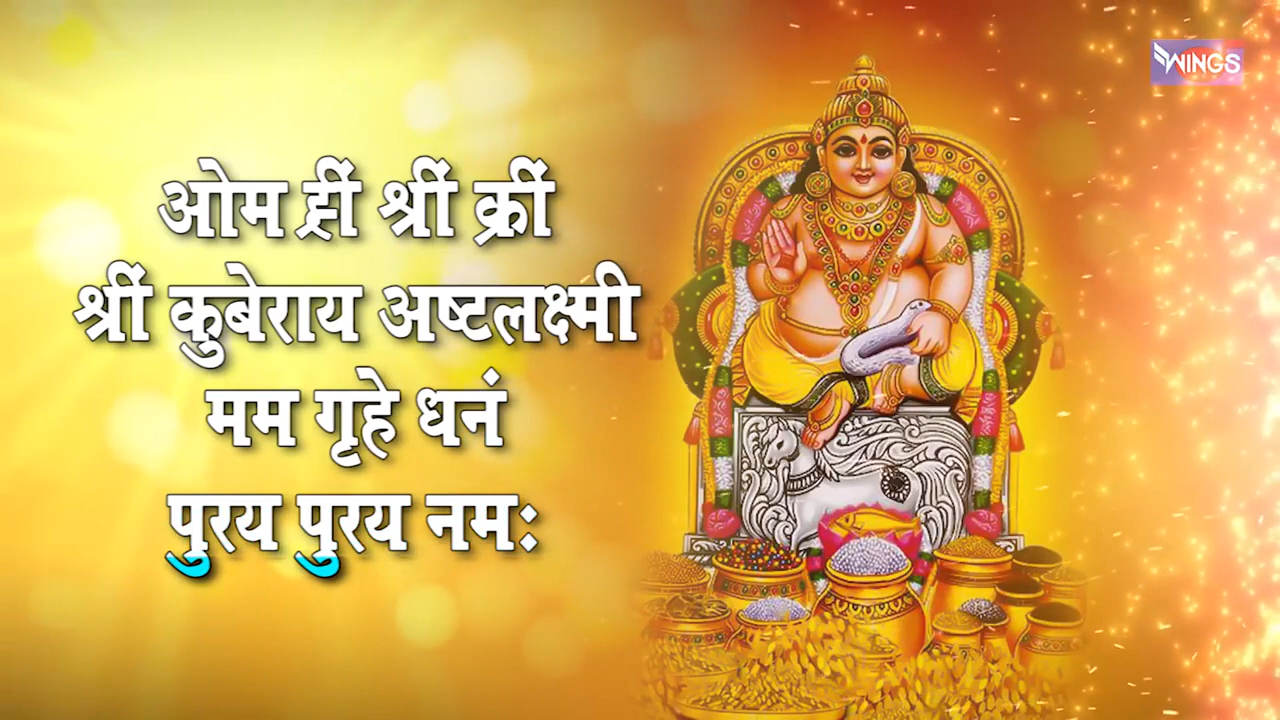 ओम ह्रीं श्रीं क्रीं
श्रीं कुबेराय अष्टलक्ष्मी
मम गृहे धनं
पुरय पुरय नमः
WINGS